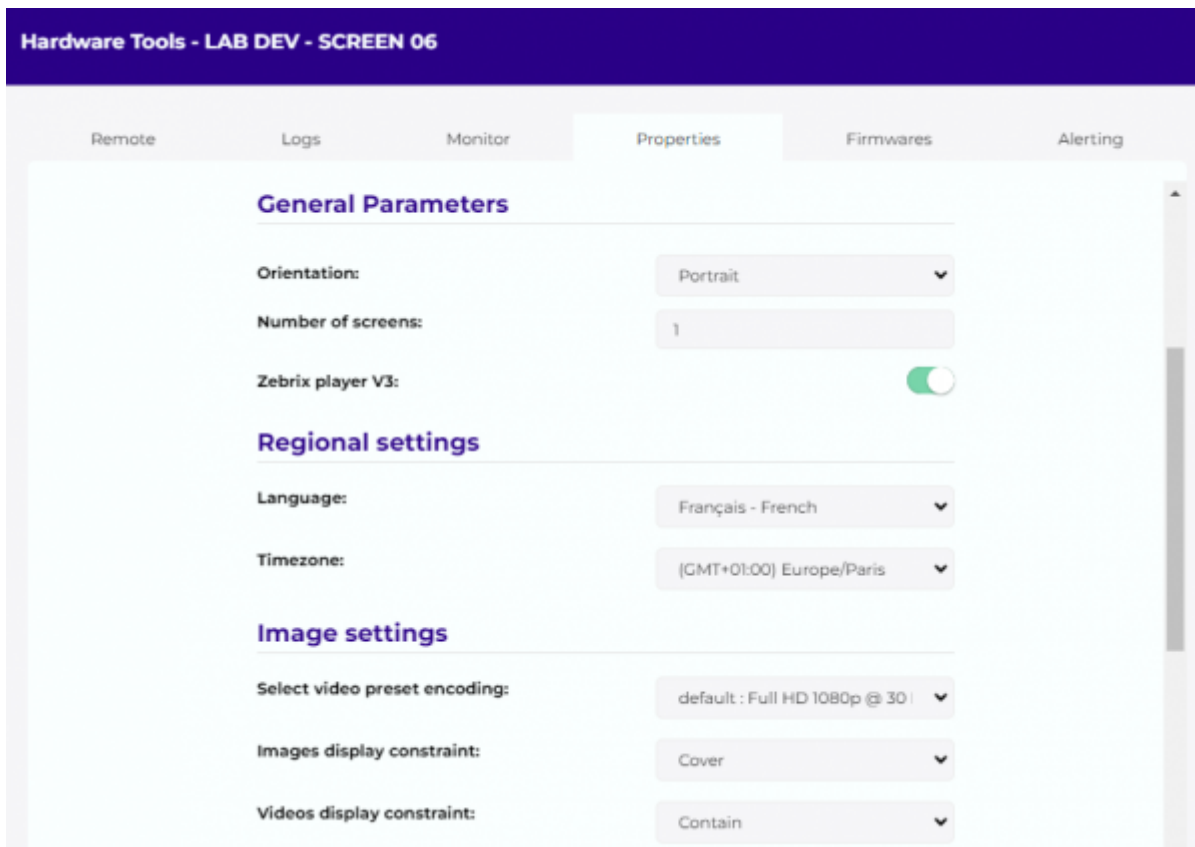 Hardware Tools - LAB DEV - SCREEN 06
Remote Logs Monitor Properties Firmwares Alerting
General Parameters
Orientation: Portrait
Number of screens: 1
Zebrix player V3:
Regional settings
Language: Français - French
Timezone: (GMT+01:00) Europe/Paris
Image settings
Select video preset encoding: default : Full HD 1080p @ 30
Images display constraint: Cover
Videos display constraint: Contain